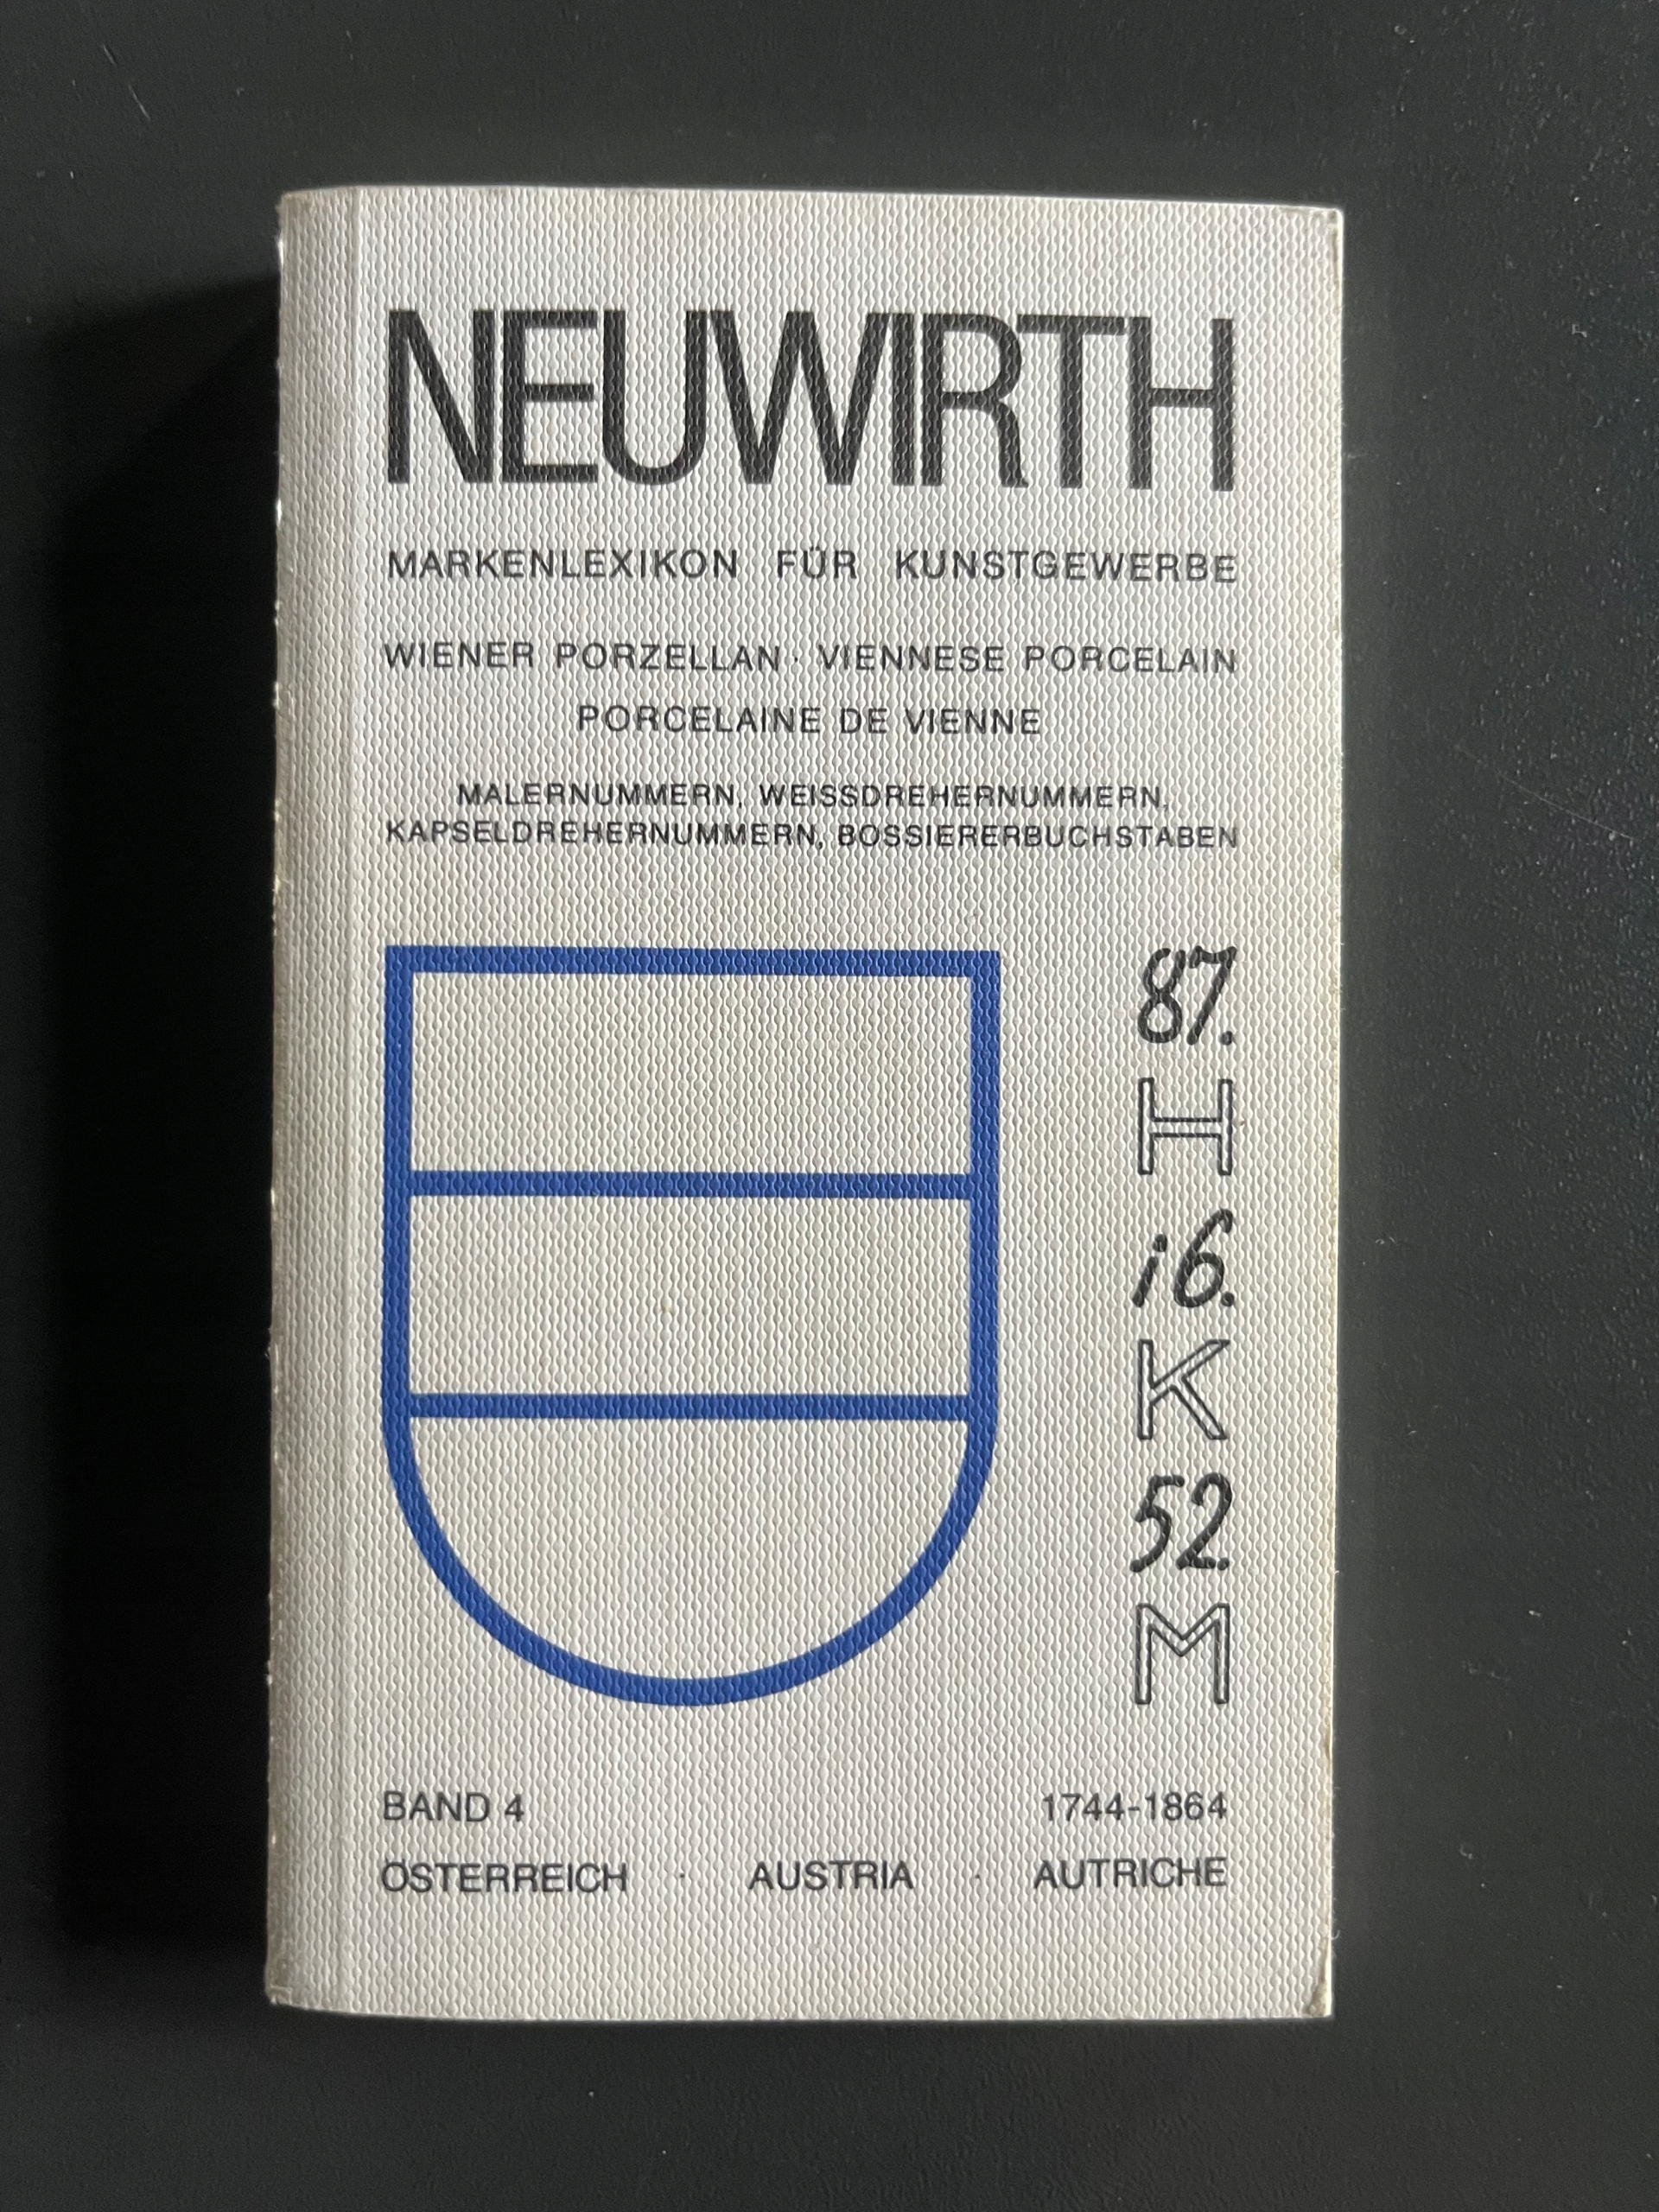 NEUWIRTH
MARKENLEXIKON FÜR KUNSTGEWERBE
WIENER PORZELLAN · VIENNESE PORCELAIN
PORCELAINE DE VIENNE
MALERNUMMERN, WEISSDREHERNUMMERN,
KAPSELDREHERNUMMERN, BOSSIERERBUCHSTABEN
87.
H
i6.
K
52.
M
BAND 4 1744-1864
ÖSTERREICH · AUSTRIA · AUTRICHE